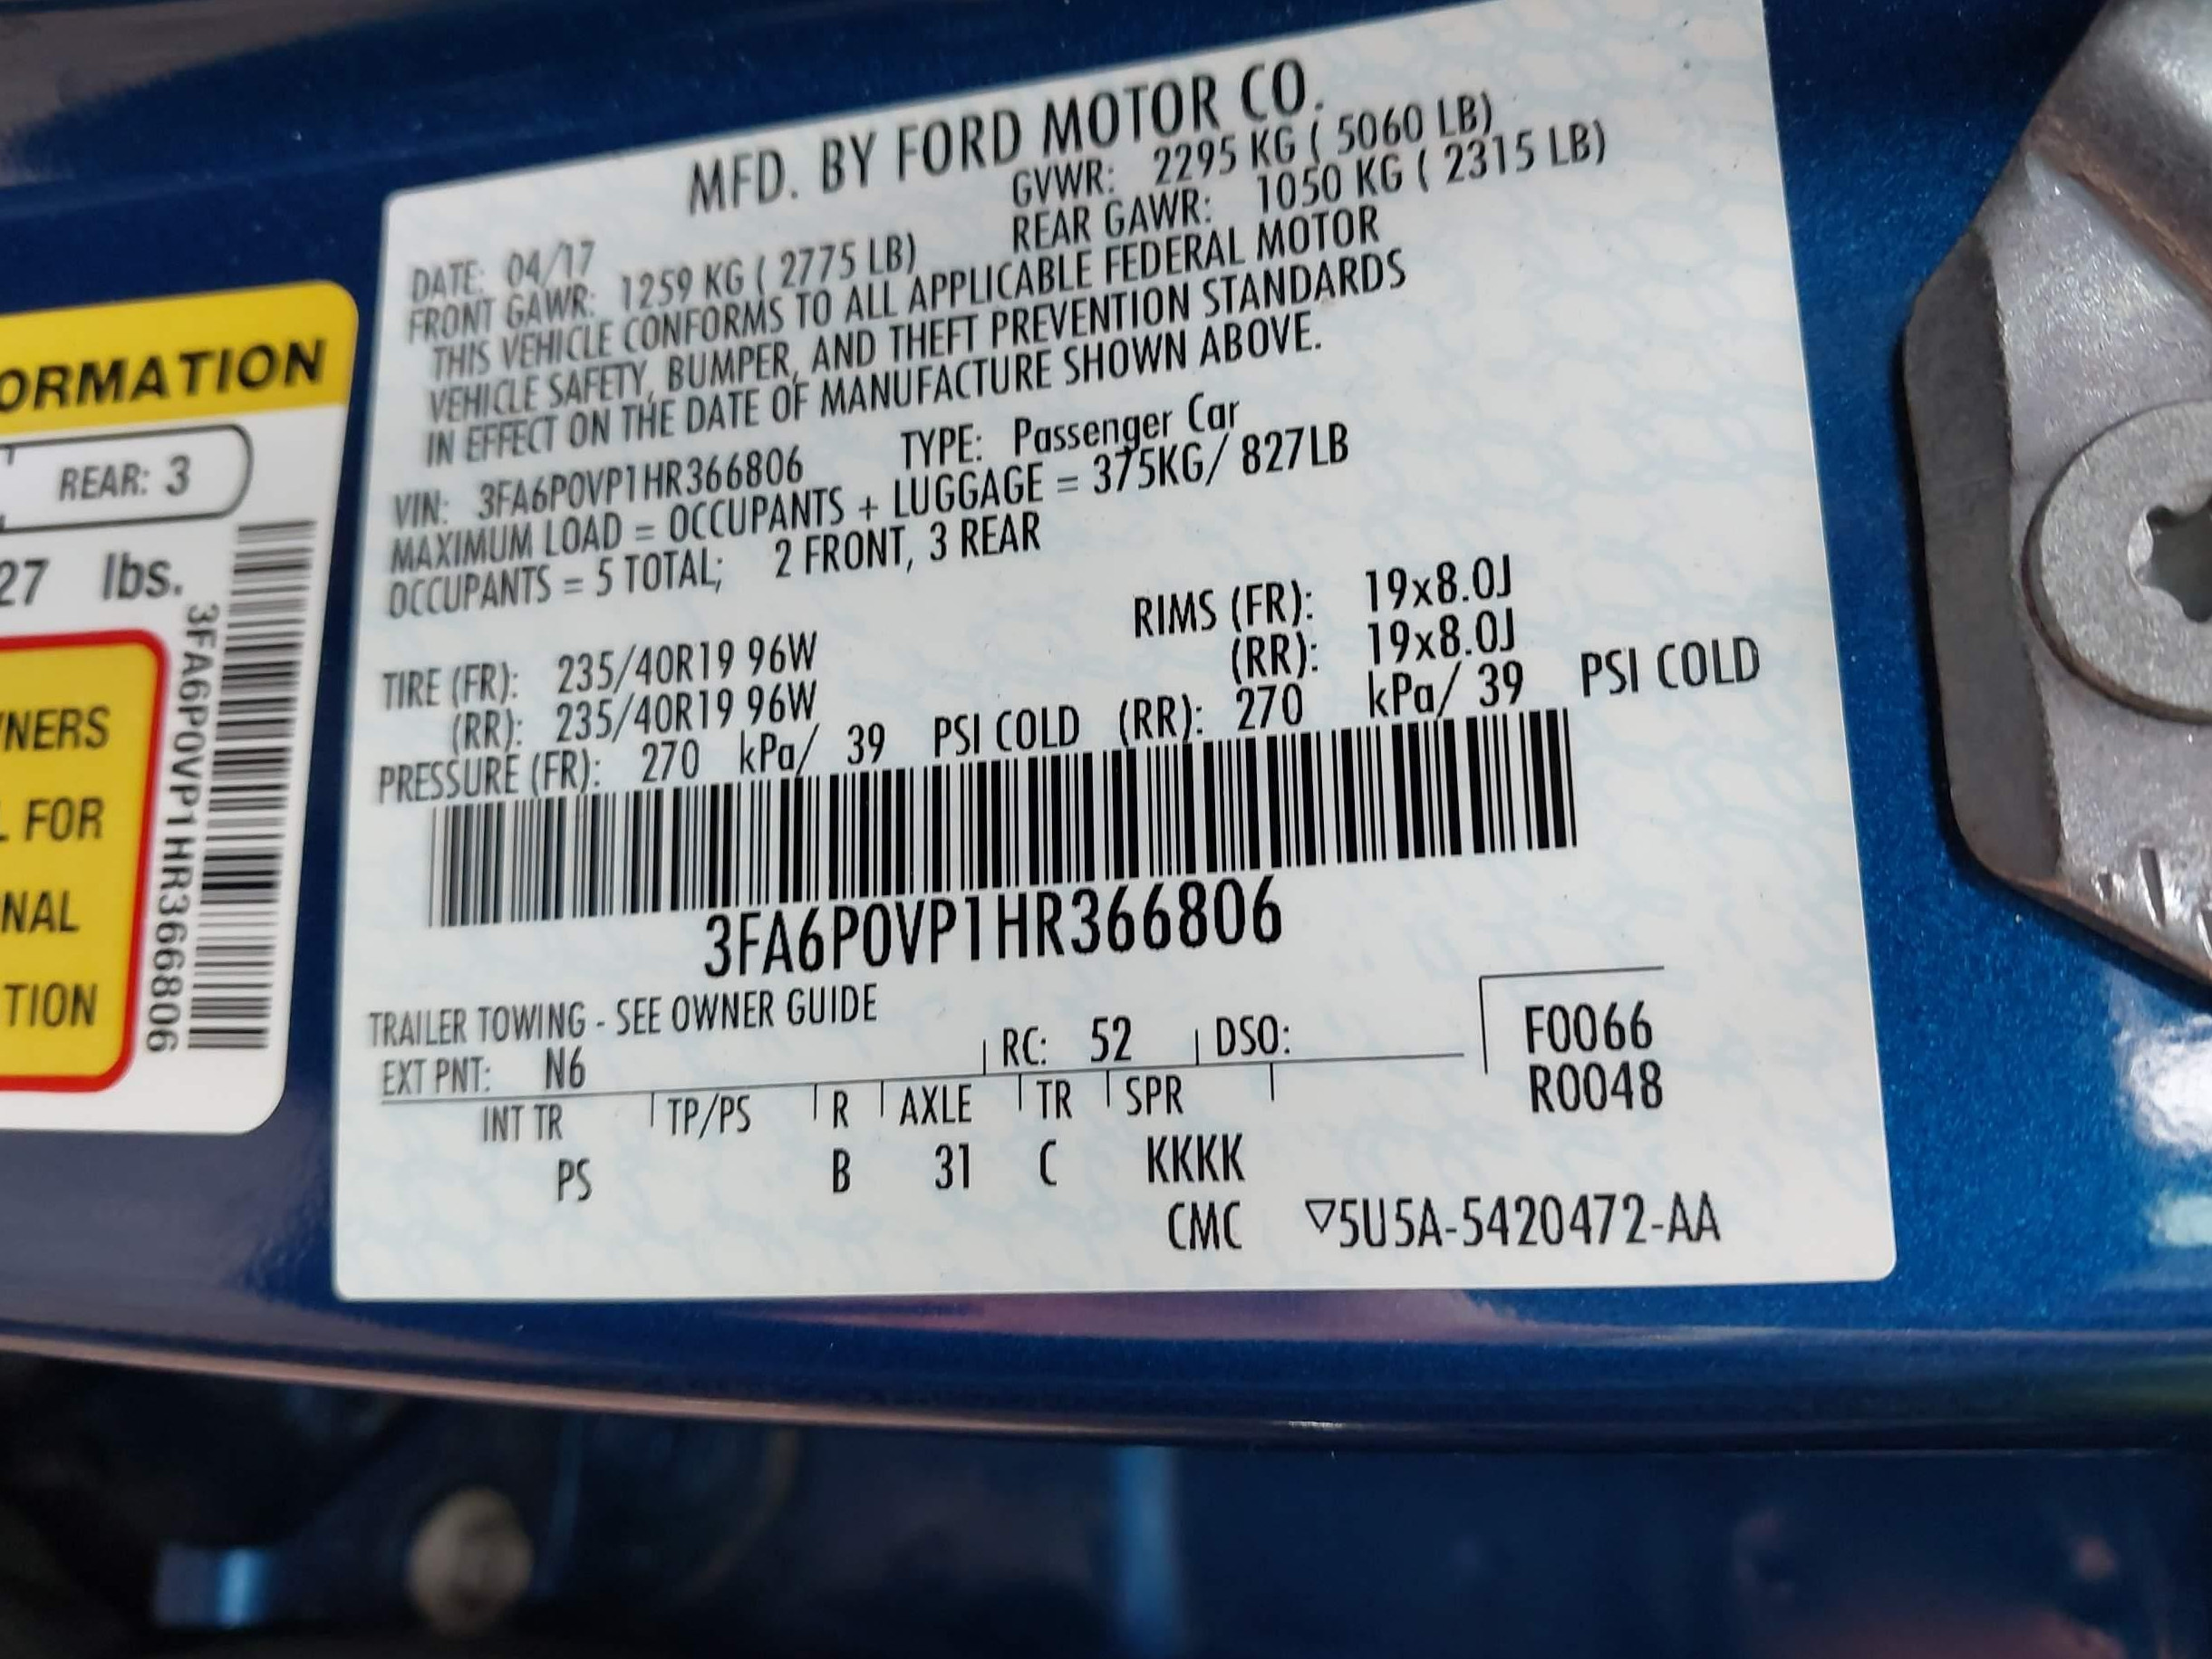 MFD. BY FORD MOTOR CO.
DATE: 04/17 GVWR: 2295 KG ( 5060 LB)
FRONT GAWR: 1259 KG ( 2775 LB) REAR GAWR: 1050 KG ( 2315 LB)
THIS VEHICLE CONFORMS TO ALL APPLICABLE FEDERAL MOTOR
VEHICLE SAFETY, BUMPER, AND THEFT PREVENTION STANDARDS
IN EFFECT ON THE DATE OF MANUFACTURE SHOWN ABOVE.
VIN: 3FA6P0VP1HR366806 TYPE: Passenger Car
MAXIMUM LOAD = OCCUPANTS + LUGGAGE = 375KG/ 827LB
OCCUPANTS = 5 TOTAL; 2 FRONT, 3 REAR
TIRE (FR): 235/40R19 96W RIMS (FR): 19x8.0J
(RR): 235/40R19 96W (RR): 19x8.0J
PRESSURE (FR): 270 kPa/ 39 PSI COLD (RR): 270 kPa/ 39 PSI COLD
3FA6P0VP1HR366806
TRAILER TOWING - SEE OWNER GUIDE
EXT PNT: N6 RC: 52 DSO: F0066
R0048
INT TR TP/PS R AXLE TR SPR
PS B 31 C KKKK
CMC ▽5U5A-5420472-AA
ORMATION
REAR: 3
27 lbs.
NERS
FOR
NAL
TION
3FA6P0VP1HR366806